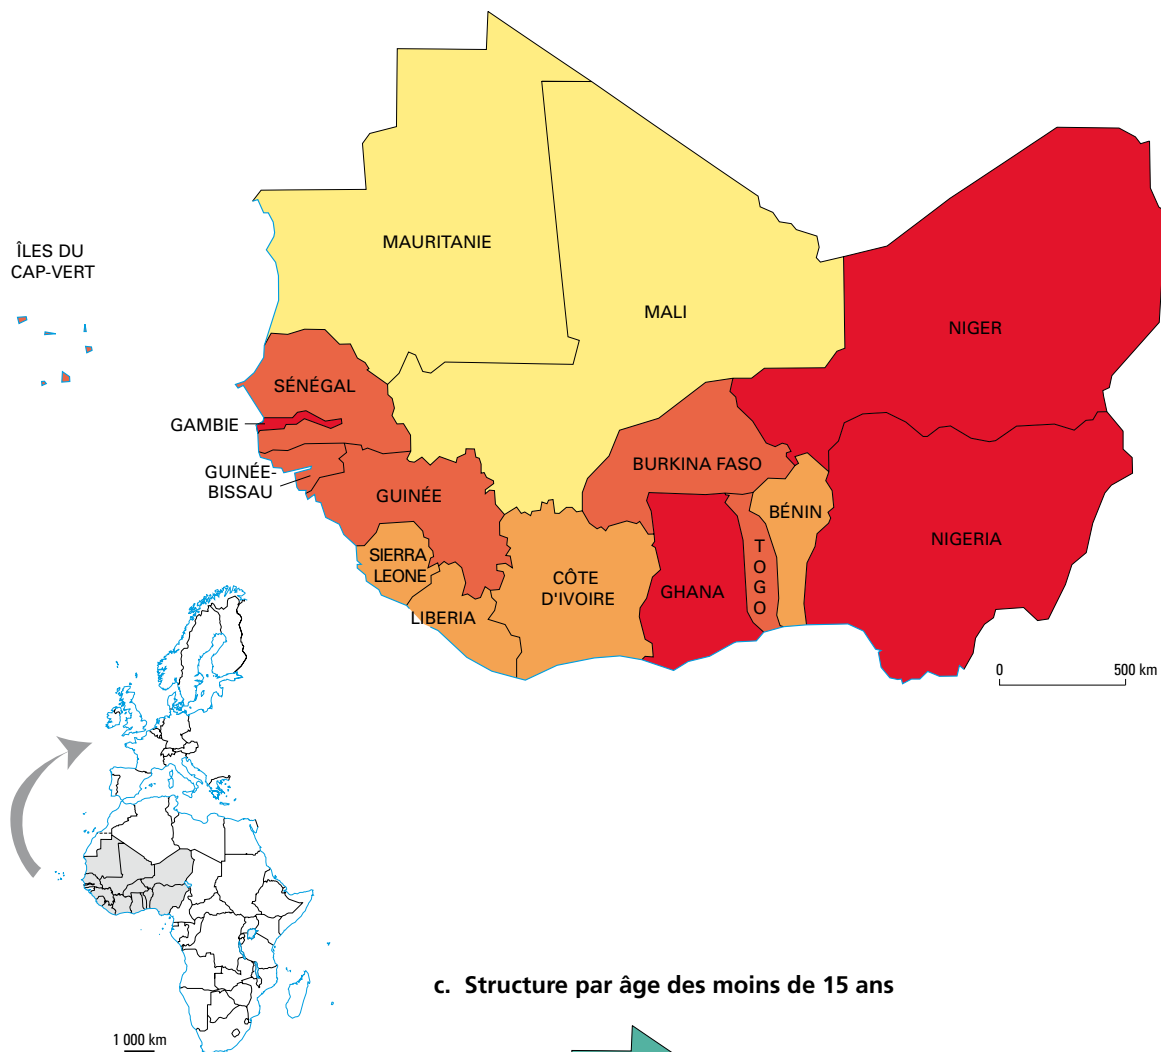 ÎLES DU
CAP-VERT
MAURITANIE
MALI
NIGER
SÉNÉGAL
GAMBIE
GUINÉE-
BISSAU
GUINÉE
BURKINA FASO
BÉNIN
NIGERIA
SIERRA
LEONE
LIBERIA
CÔTE
D'IVOIRE
GHANA
T
O
G
O
0 500 km
c. Structure par âge des moins de 15 ans
1 000 km